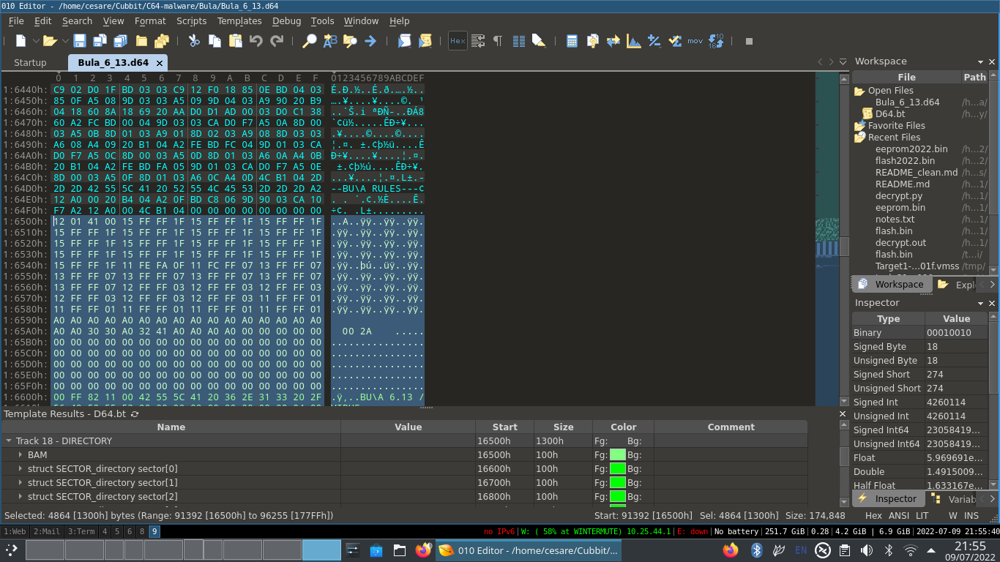 010 Editor - /home/cesare/Cubbit/C64-malware/Bula/Bula_6_13.d64
File Edit Search View Format Scripts Templates Debug Tools Window Help
Hex mov
Startup Bula_6_13.d64
0 1 2 3 4 5 6 7 8 9 A B C D E F 0123456789ABCDEF
1:6440h: C9 02 D0 1F BD 03 03 C9 12 F0 18 85 0E BD 04 03 É.Ð.½..É.ð.….½..
1:6450h: 85 0F A5 08 9D 03 03 A5 09 9D 04 03 A9 90 20 B9
1:6460h: 04 18 60 8A 18 69 20 AA D0 D1 AD 00 03 D0 C1 38
1:6470h: 60 A2 FC BD 00 04 9D 03 03 CA D0 F7 A5 0A 8D 00
1:6480h: 03 A5 0B 8D 01 03 A9 01 8D 02 03 A9 08 8D 03 03
1:6490h: A6 08 A4 09 20 B1 04 A2 FE BD FC 04 9D 01 03 CA
1:64A0h: D0 F7 A5 0C 8D 00 03 A5 0D 8D 01 03 A6 0A A4 0B
1:64B0h: 20 B1 04 A2 FE BD FA 05 9D 01 03 CA D0 F7 A5 0E
1:64C0h: 8D 00 03 A5 0F 8D 01 03 A6 0C A4 0D 4C B1 04 2D
1:64D0h: 2D 2D 42 55 5C 41 20 52 55 4C 45 53 2D 2D 2D A2 --BU\A RULES---¢
1:64E0h: 12 A0 00 20 B4 04 A2 0F BD C8 06 9D 90 03 CA 10
1:64F0h: F7 A2 12 A0 00 4C B1 04 00 00 00 00 00 00 00 00
1:6500h: 12 01 41 00 15 FF FF 1F 15 FF FF 1F 15 FF FF 1F ..A..ÿÿ..ÿÿ..ÿÿ.
1:6510h: 15 FF FF 1F 15 FF FF 1F 15 FF FF 1F 15 FF FF 1F .ÿÿ..ÿÿ..ÿÿ..ÿÿ.
1:6520h: 15 FF FF 1F 15 FF FF 1F 15 FF FF 1F 15 FF FF 1F .ÿÿ..ÿÿ..ÿÿ..ÿÿ.
1:6530h: 15 FF FF 1F 15 FF FF 1F 15 FF FF 1F 15 FF FF 1F .ÿÿ..ÿÿ..ÿÿ..ÿÿ.
1:6540h: 15 FF FF 1F 11 FE FA 0F 11 FC FF 07 13 FF FF 07 .ÿÿ..þú..üÿ..ÿÿ.
1:6550h: 13 FF FF 07 13 FF FF 07 13 FF FF 07 13 FF FF 07 .ÿÿ..ÿÿ..ÿÿ..ÿÿ.
1:6560h: 13 FF FF 07 12 FF FF 03 12 FF FF 03 12 FF FF 03 .ÿÿ..ÿÿ..ÿÿ..ÿÿ.
1:6570h: 12 FF FF 03 12 FF FF 03 12 FF FF 03 11 FF FF 01 .ÿÿ..ÿÿ..ÿÿ..ÿÿ.
1:6580h: 11 FF FF 01 11 FF FF 01 11 FF FF 01 11 FF FF 01 .ÿÿ..ÿÿ..ÿÿ..ÿÿ.
1:6590h: A0 A0 A0 A0 A0 A0 A0 A0 A0 A0 A0 A0 A0 A0 A0 A0
1:65A0h: A0 A0 30 30 A0 32 41 A0 A0 A0 A0 00 00 00 00 00 00 2A .....
1:65B0h: 00 00 00 00 00 00 00 00 00 00 00 00 00 00 00 00 ................
1:65C0h: 00 00 00 00 00 00 00 00 00 00 00 00 00 00 00 00 ................
1:65D0h: 00 00 00 00 00 00 00 00 00 00 00 00 00 00 00 00 ................
1:65E0h: 00 00 00 00 00 00 00 00 00 00 00 00 00 00 00 00 ................
1:65F0h: 00 00 00 00 00 00 00 00 00 00 00 00 00 00 00 00 ................
1:6600h: 00 FF 82 11 00 42 55 5C 41 20 36 2E 31 33 20 2F .ÿ‚..BU\A 6.13 /
Workspace
File Path
Open Files
Bula_6_13.d64 /h...a/
D64.bt /h...y/
Favorite Files
Recent Files
eeprom2022.bin /h...2/
flash2022.bin /h...2/
README_clean.md /h...s/
README.md /h...1/
decrypt.py /h...1/
eeprom.bin /h...1/
notes.txt /h...1/
flash.bin /h...1/
decrypt.out /h...1/
flash.bin /t...i/
Target1-...01f.vmss /tmp/
Workspace Expl
Inspector
Type Value
Binary 00010010
Signed Byte 18
Unsigned Byte 18
Signed Short 274
Unsigned Short 274
Signed Int 4260114
Unsigned Int 4260114
Signed Int64 23058419...
Unsigned Int64 23058419...
Float 5.969691e...
Double 1.4915009...
Half Float 1.633167e...
Inspector Variab
Template Results - D64.bt
Name Value Start Size Color Comment
Track 18 - DIRECTORY 16500h 1300h Fg: Bg:
BAM 16500h 100h Fg: Bg:
struct SECTOR_directory sector[0] 16600h 100h Fg: Bg:
struct SECTOR_directory sector[1] 16700h 100h Fg: Bg:
struct SECTOR_directory sector[2] 16800h 100h Fg: Bg:
Selected: 4864 [1300h] bytes (Range: 91392 [16500h] to 96255 [177FFh]) Start: 91392 [16500h] Sel: 4864 [1300h] Size: 174,848 Hex ANSI LIT W INS
1:Web 2:Mail 3:Term 4 5 6 8 9 no IPv6|W: ( 58% at WINTERMUTE) 10.25.44.1|E: down|No battery|251.7 GiB|0.28|4.2 GiB | 6.9 GiB|2022-07-09 21:55:40
010 Editor - /home/cesare/Cubbit/... EN 21:55
09/07/2022